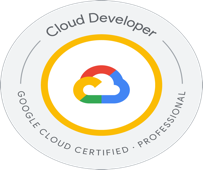 Cloud Developer
GOOGLE CLOUD CERTIFIED · PROFESSIONAL